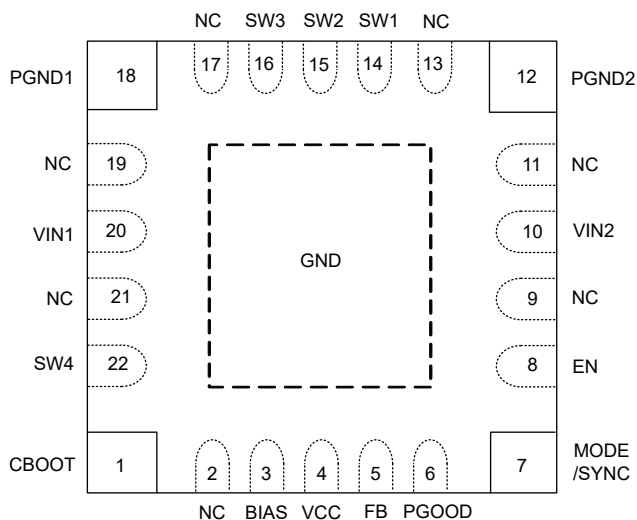 NC SW3 SW2 SW1 NC
17 16 15 14 13
PGND1 18 12 PGND2
NC 19 11 NC
VIN1 20 10 VIN2
GND
NC 21 9 NC
SW4 22 8 EN
CBOOT 1 7 MODE
/SYNC
2 3 4 5 6
NC BIAS VCC FB PGOOD